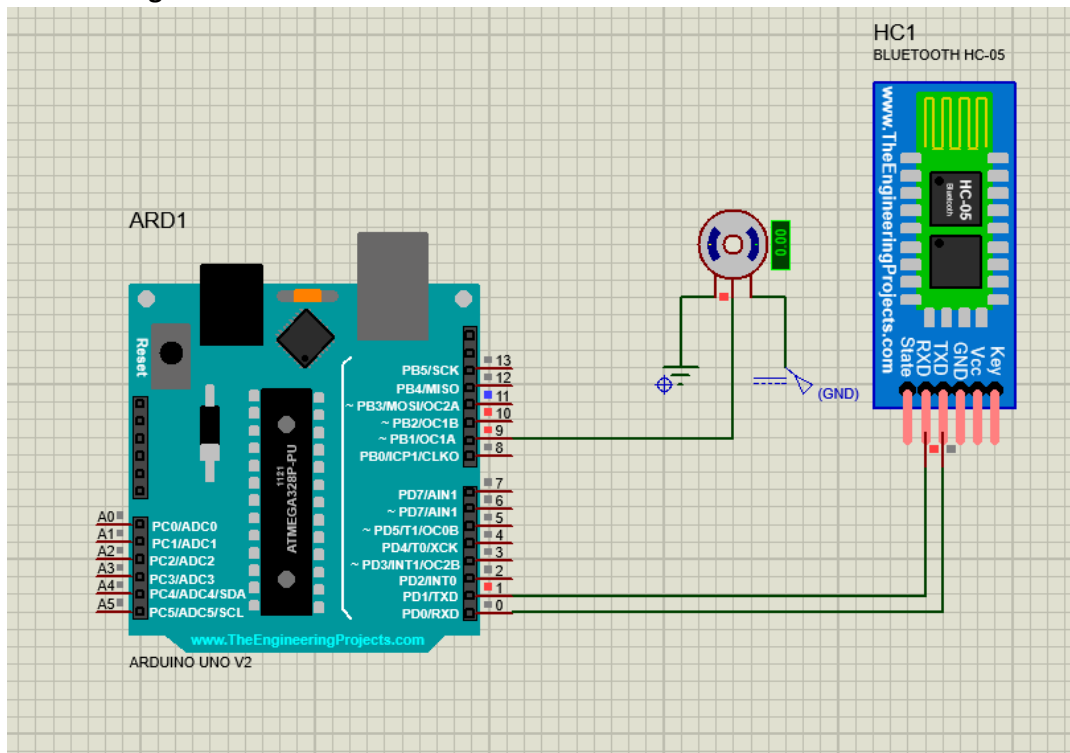 HC1
BLUETOOTH HC-05
www.TheEngineeringProjects.com
HC-05
Bluetooth
State
RXD
TXD
GND
Vcc
Key
00 0
(GND)
ARD1
Reset
1121
ATMEGA328P-PU
PB5/SCK 13
PB4/MISO 12
~ PB3/MOSI/OC2A 11
~ PB2/OC1B 10
~ PB1/OC1A 9
PB0/ICP1/CLKO 8
PD7/AIN1 7
~ PD7/AIN1 6
~ PD5/T1/OC0B 5
PD4/T0/XCK 4
~ PD3/INT1/OC2B 3
PD2/INT0 2
PD1/TXD 1
PD0/RXD 0
A0 PC0/ADC0
A1 PC1/ADC1
A2 PC2/ADC2
A3 PC3/ADC3
A4 PC4/ADC4/SDA
A5 PC5/ADC5/SCL
www.TheEngineeringProjects.com
ARDUINO UNO V2